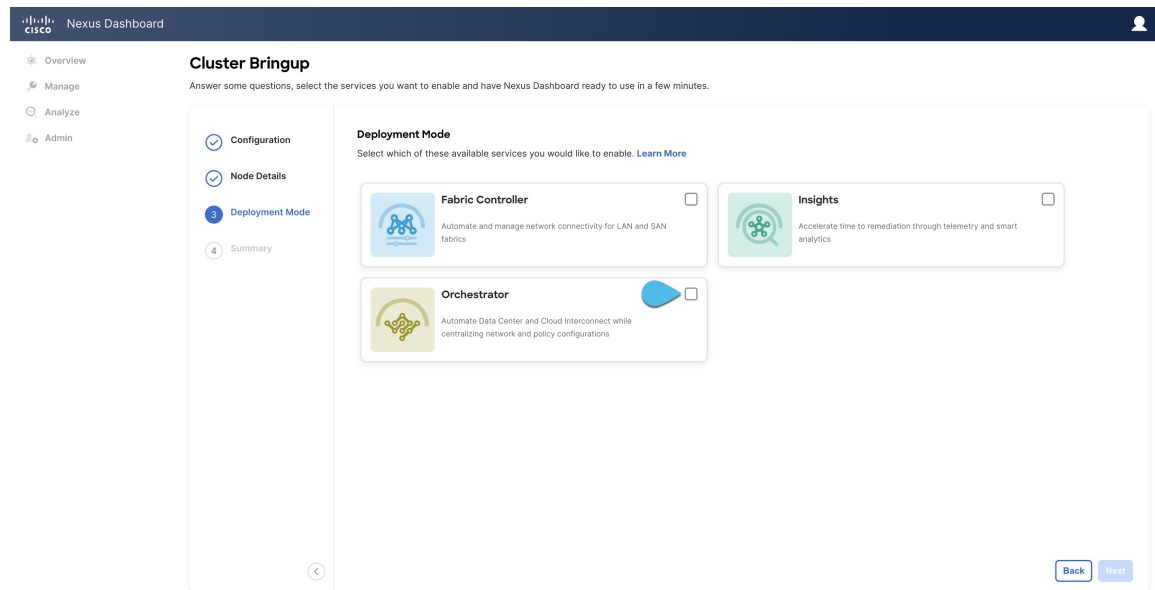 CISCO
Nexus Dashboard
Overview
Manage
Analyze
Admin
Cluster Bringup
Answer some questions, select the services you want to enable and have Nexus Dashboard ready to use in a few minutes.
Configuration
Node Details
3 Deployment Mode
4 Summary
Deployment Mode
Select which of these available services you would like to enable. Learn More
Fabric Controller
Automate and manage network connectivity for LAN and SAN
fabrics
Insights
Accelerate time to remediation through telemetry and smart
analytics
Orchestrator
Automate Data Center and Cloud Interconnect while
centralizing network and policy configurations
Back
Next